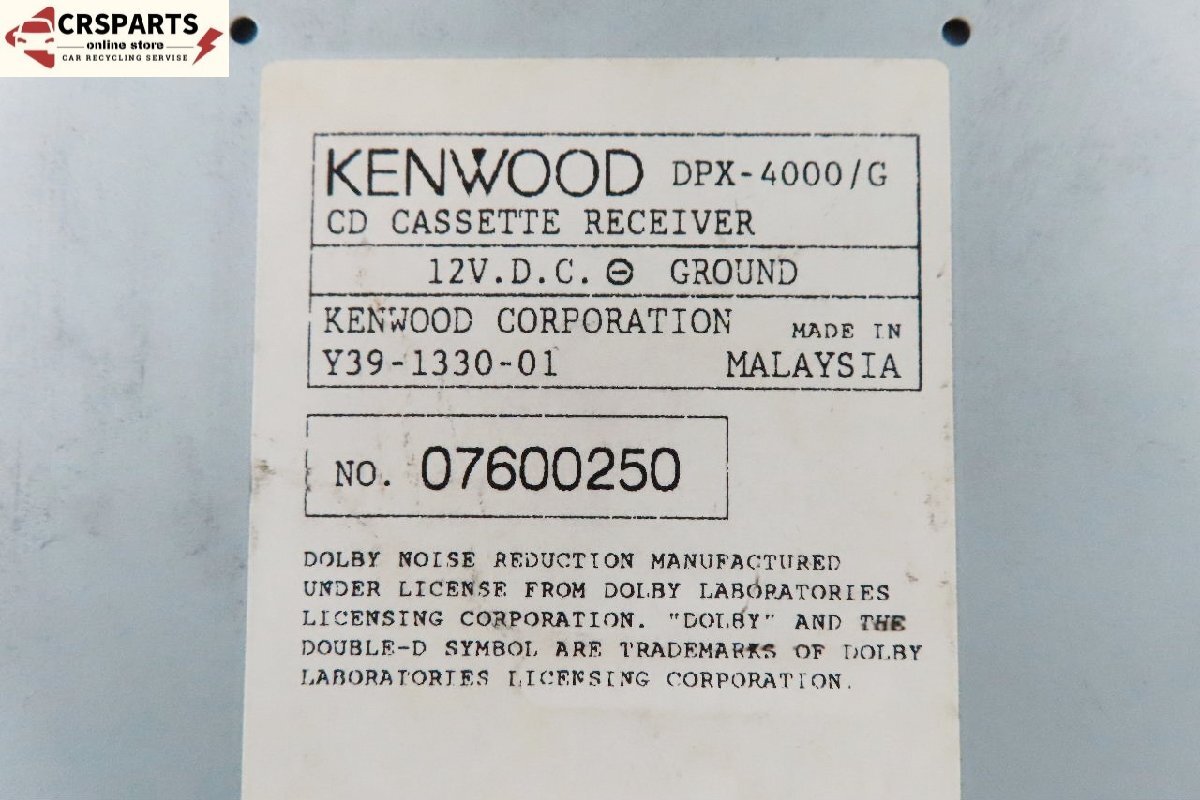 CRSPARTS
online store
CAR RECYCLING SERVISE
KENWOOD DPX-4000/G
CD CASSETTE RECEIVER
12V.D.C. ⊖ GROUND
KENWOOD CORPORATION MADE IN
Y39-1330-01 MALAYSIA
NO. 07600250
DOLBY NOISE REDUCTION MANUFACTURED
UNDER LICENSE FROM DOLBY LABORATORIES
LICENSING CORPORATION. "DOLBY" AND THE
DOUBLE-D SYMBOL ARE TRADEMARKS OF DOLBY
LABORATORIES LICENSING CORPORATION.